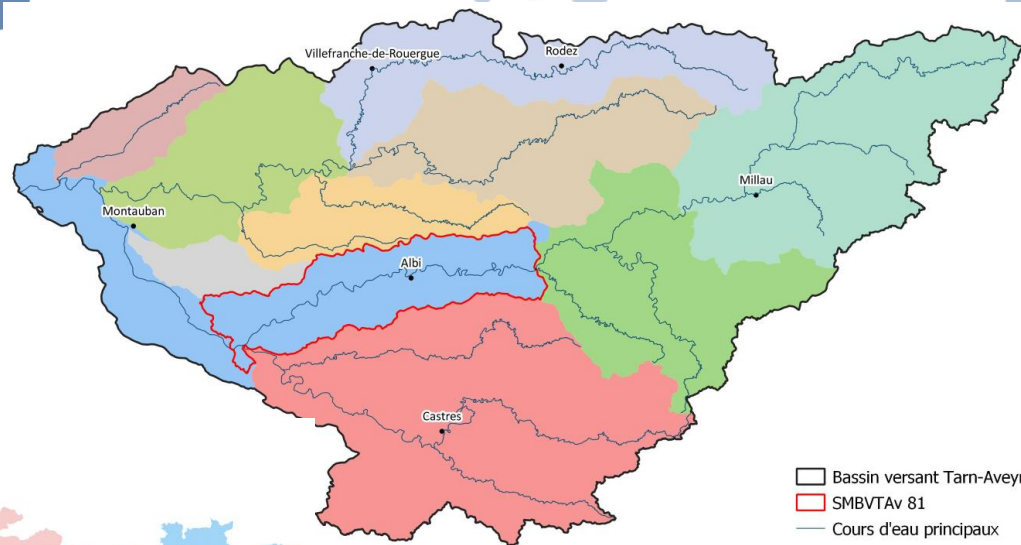 Villefranche-de-Rouergue
Rodez
Millau
Montauban
Albi
Castres
Bassin versant Tarn-Aveyr
SMBVTAv 81
Cours d'eau principaux